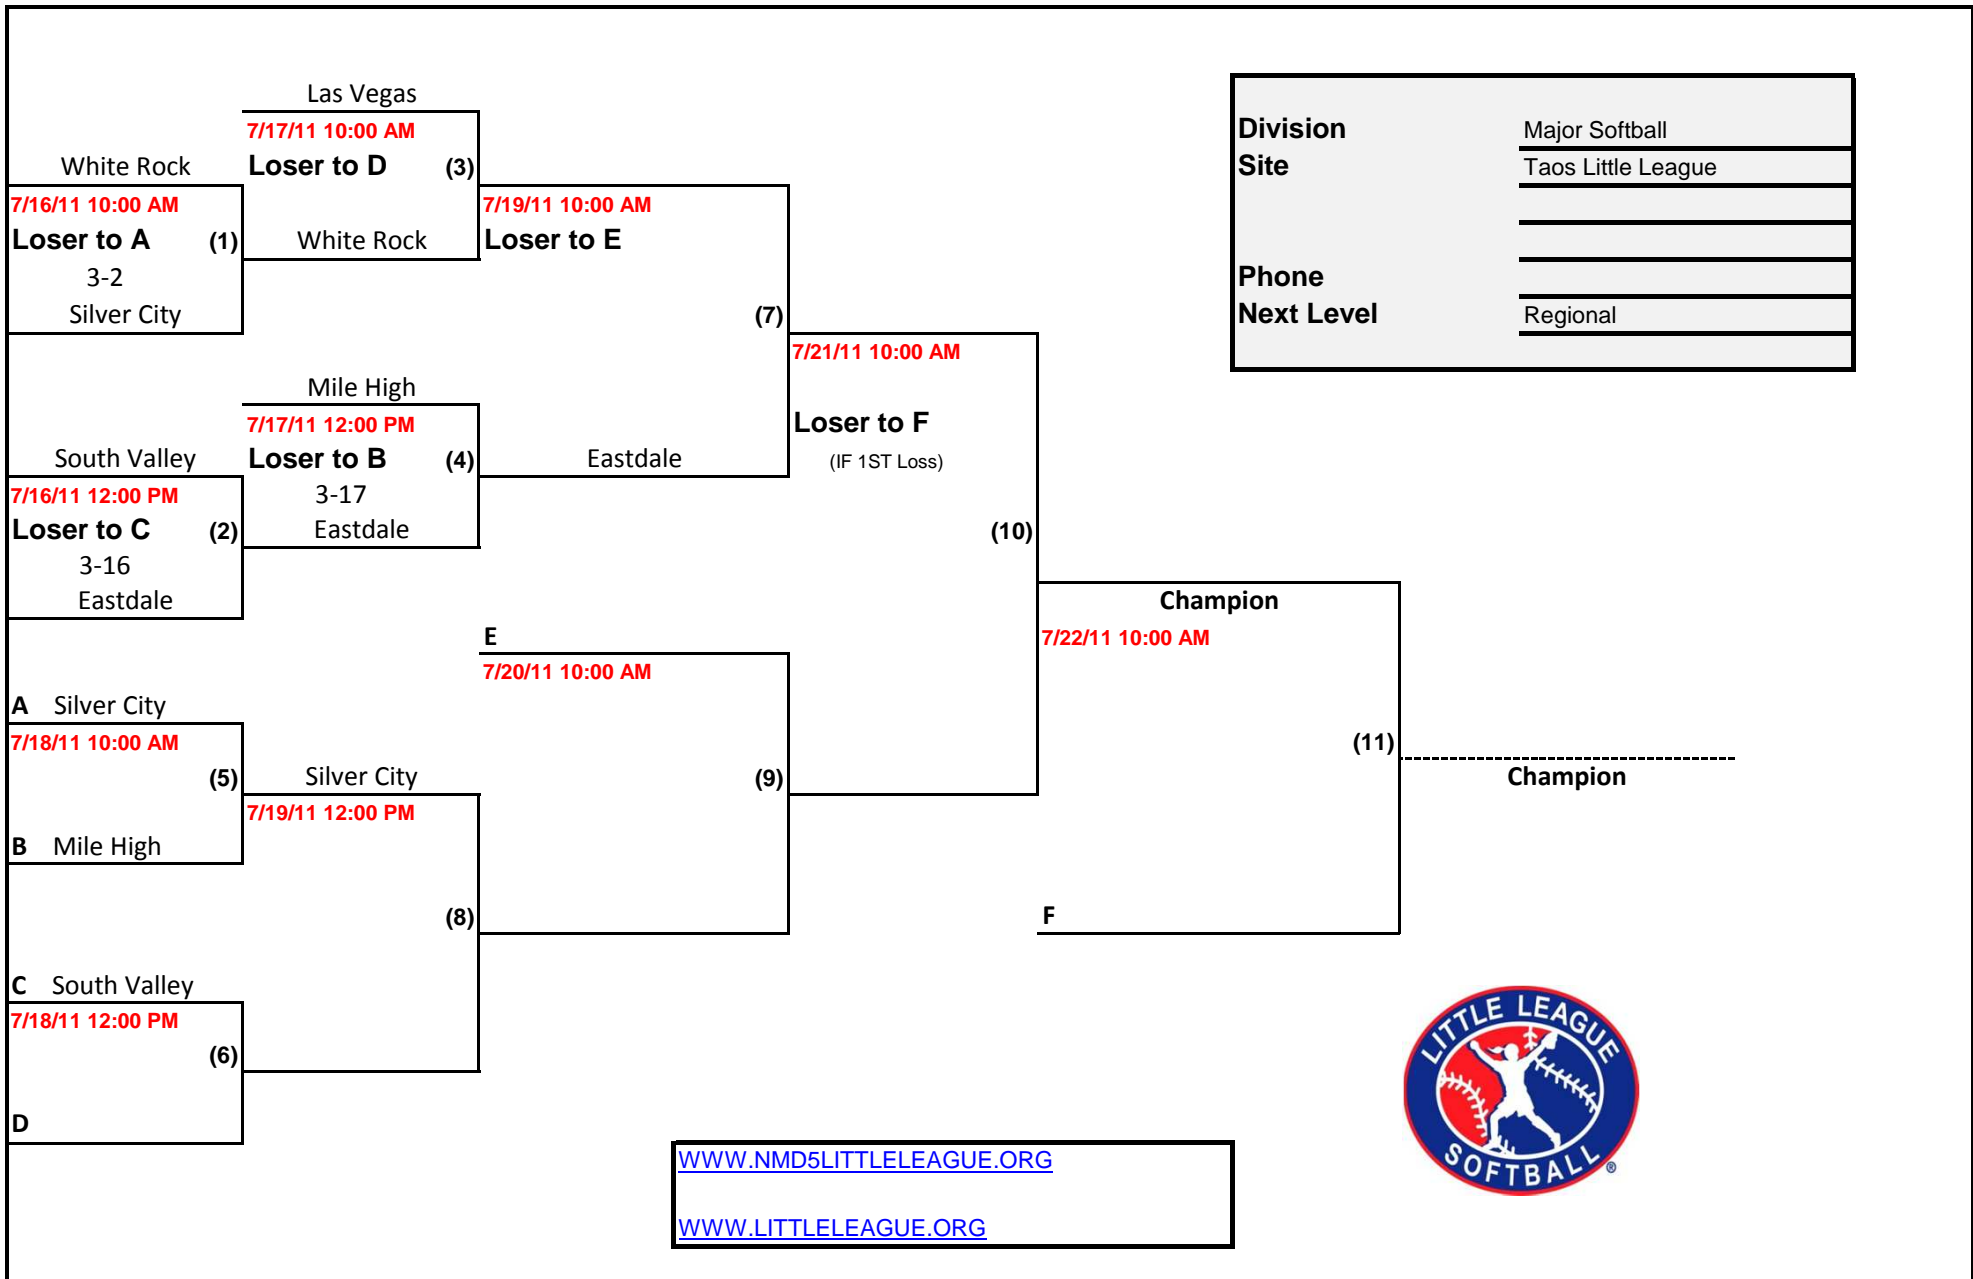 Las Vegas
7/17/11 10:00 AM
White Rock
Loser to D (3)
7/16/11 10:00 AM
7/19/11 10:00 AM
Loser to A (1)
White Rock
Loser to E
3-2
Silver City
(7)
7/21/11 10:00 AM
Mile High
7/17/11 12:00 PM
Loser to F
South Valley
Loser to B (4)
Eastdale
(IF 1ST Loss)
7/16/11 12:00 PM
3-17
Loser to C (2)
Eastdale
(10)
3-16
Eastdale
Champion
E
7/22/11 10:00 AM
7/20/11 10:00 AM
A Silver City
7/18/11 10:00 AM
(11)
(5)
Silver City
(9)
Champion
7/19/11 12:00 PM
B Mile High
(8)
F
C South Valley
7/18/11 12:00 PM
(6)
D
Division Major Softball
Site Taos Little League
Phone
Next Level Regional
WWW.NMD5LITTLELEAGUE.ORG
WWW.LITTLELEAGUE.ORG
LITTLE LEAGUE
SOFTBALL ®